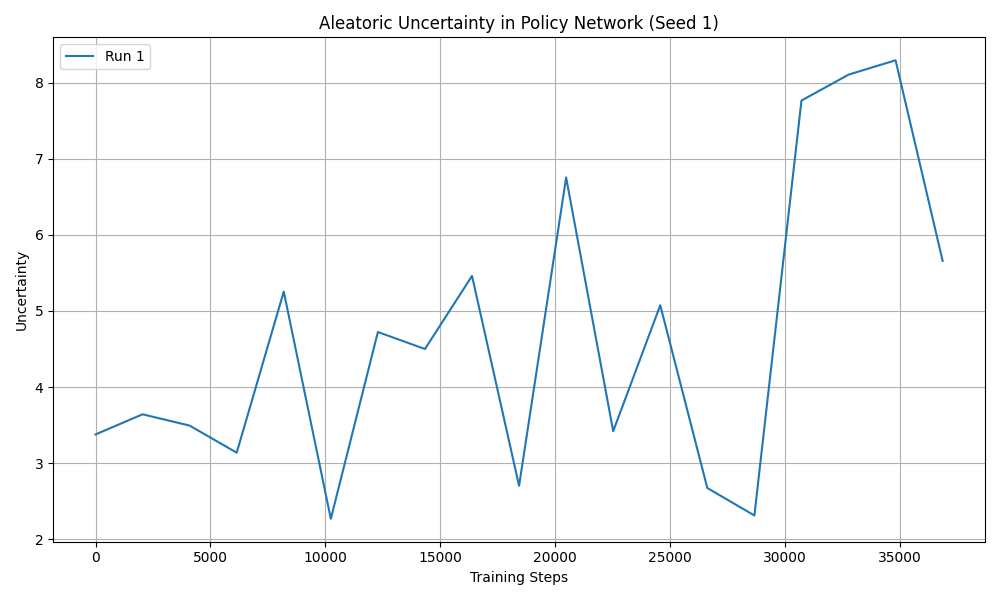 Aleatoric Uncertainty in Policy Network (Seed 1)
Run 1
Uncertainty
8
7
6
5
4
3
2
0 5000 10000 15000 20000 25000 30000 35000
Training Steps